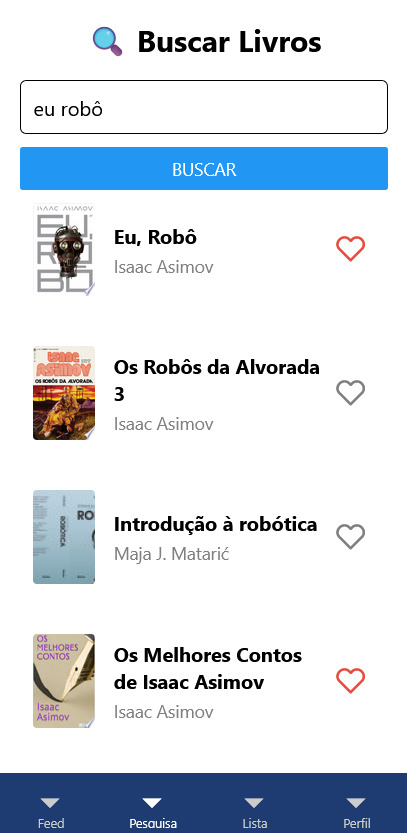 Buscar Livros
eu robô
BUSCAR
ISAAC ASIMOV
EU,
ROBÔ
Eu, Robô
Isaac Asimov
Isaac
Asimov
OS ROBÔS DA ALVORADA
Os Robôs da Alvorada
3
Isaac Asimov
ROBÓTICA
Introdução à robótica
Maja J. Matarić
OS
MELHORES
CONTOS
Isaac
Asimov
Os Melhores Contos
de Isaac Asimov
Isaac Asimov
Feed
Pesquisa
Lista
Perfil